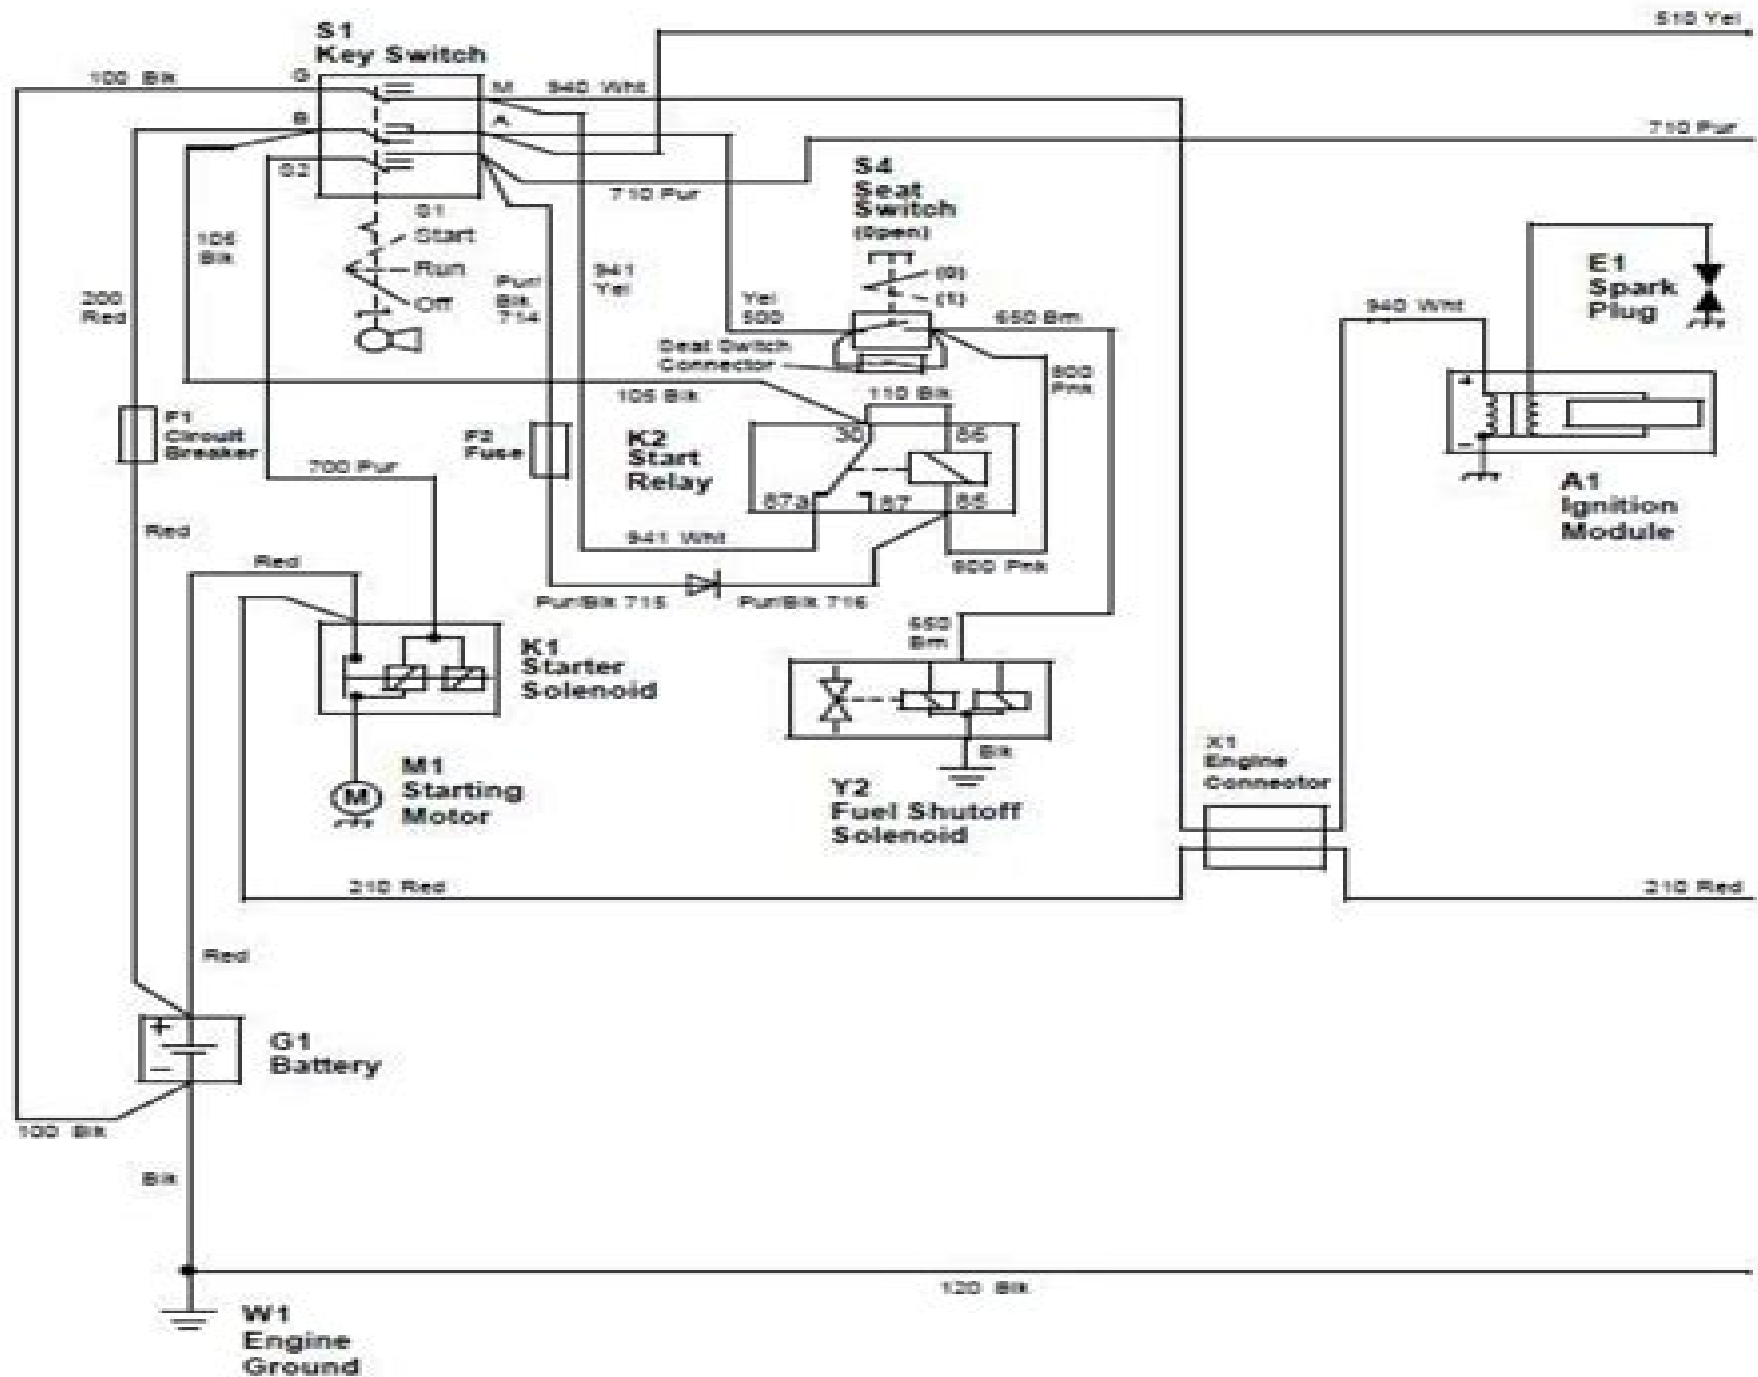 S1
Key Switch
510 Yel
100 Blk
G
M
940 Wht
B
A
710 Pur
S2
710 Pur
S4
Seat
Switch
(Open)
S1
Start
Run
Off
105
Blk
200
Red
Pur/
Blk
714
941
Yel
Yel
500
(0)
(1)
650 Brn
E1
Spark
Plug
940 Wht
Seat Switch
Connector
800
Pnk
105 Blk
110 Blk
F1
Circuit
Breaker
F2
Fuse
K2
Start
Relay
30
86
87a
87
85
+
–
A1
Ignition
Module
700 Pur
Red
Red
941 Wht
800 Pnk
Pur/Blk 715
Pur/Blk 716
650
Brn
K1
Starter
Solenoid
M1
Starting
Motor
M
Blk
Y2
Fuel Shutoff
Solenoid
X1
Engine
Connector
210 Red
210 Red
Red
+
–
G1
Battery
100 Blk
Blk
120 Blk
W1
Engine
Ground